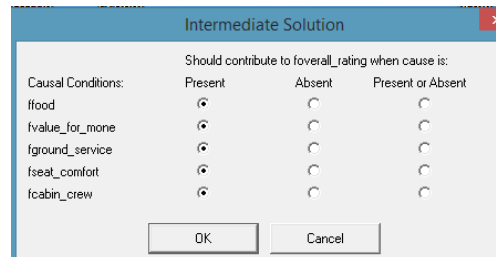 Intermediate Solution
Should contribute to foverall_rating when cause is:
Causal Conditions: Present Absent Present or Absent
ffood
fvalue_for_mone
fground_service
fseat_comfort
fcabin_crew
OK Cancel